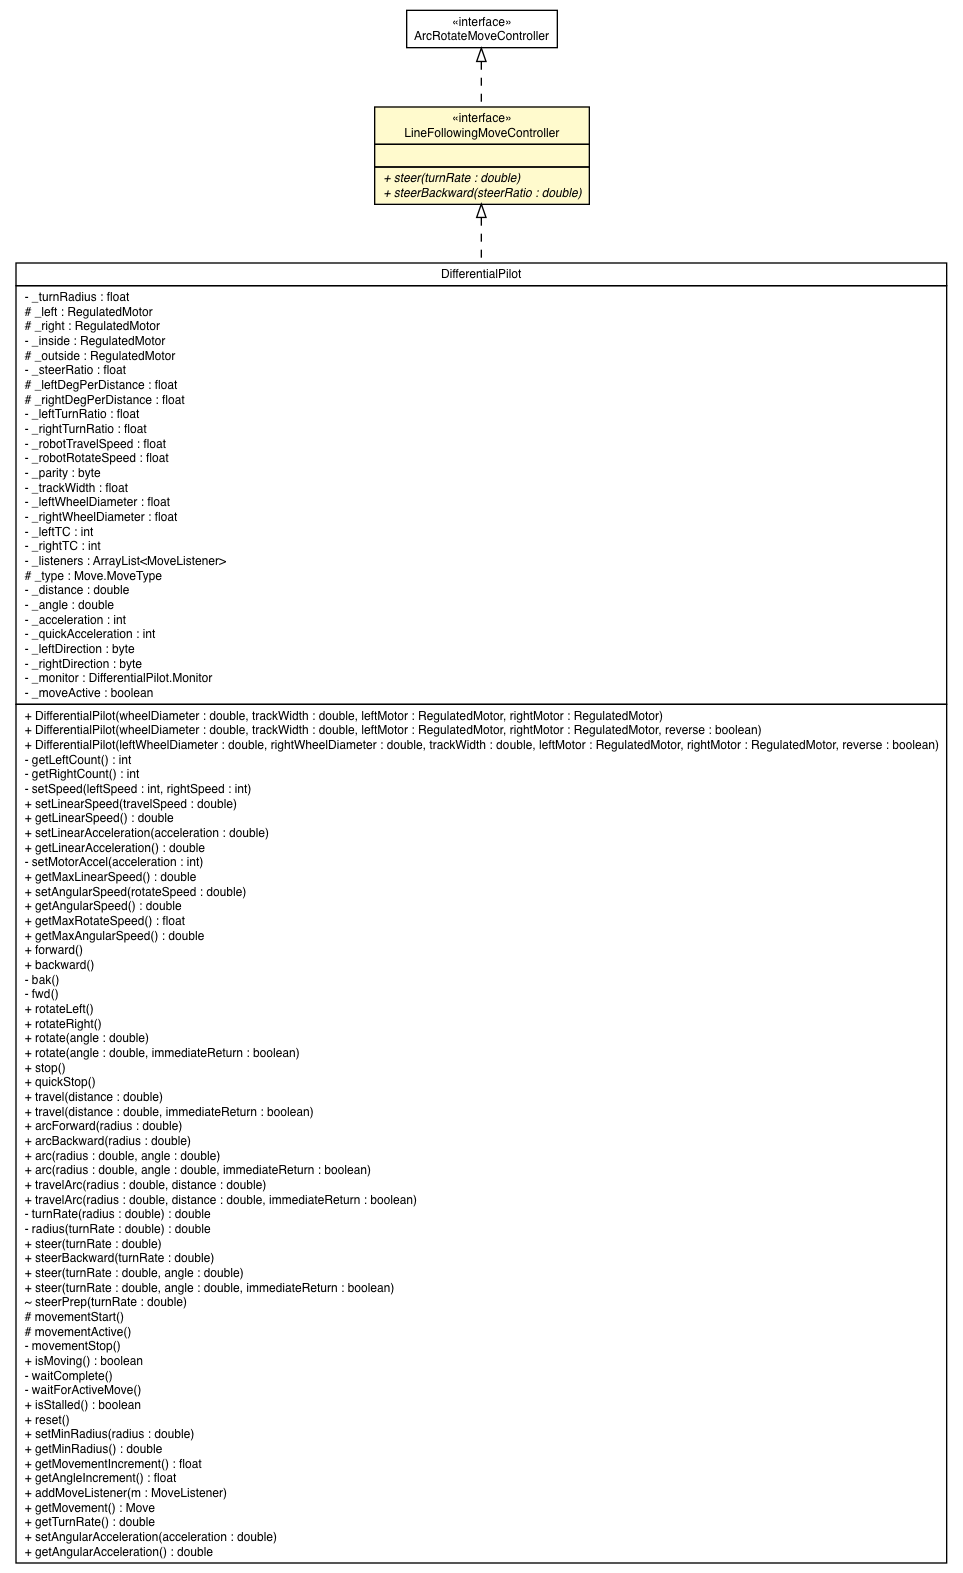 «interface»
ArcRotateMoveController
«interface»
LineFollowingMoveController
+ steer(turnRate : double)
+ steerBackward(steerRatio : double)
DifferentialPilot
- _turnRadius : float
# _left : RegulatedMotor
# _right : RegulatedMotor
- _inside : RegulatedMotor
# _outside : RegulatedMotor
- _steerRatio : float
# _leftDegPerDistance : float
# _rightDegPerDistance : float
- _leftTurnRatio : float
- _rightTurnRatio : float
- _robotTravelSpeed : float
- _robotRotateSpeed : float
- _parity : byte
- _trackWidth : float
- _leftWheelDiameter : float
- _rightWheelDiameter : float
- _leftTC : int
- _rightTC : int
- _listeners : ArrayList<MoveListener>
# _type : Move.MoveType
- _distance : double
- _angle : double
- _acceleration : int
- _quickAcceleration : int
- _leftDirection : byte
- _rightDirection : byte
- _monitor : DifferentialPilot.Monitor
- _moveActive : boolean
+ DifferentialPilot(wheelDiameter : double, trackWidth : double, leftMotor : RegulatedMotor, rightMotor : RegulatedMotor)
+ DifferentialPilot(wheelDiameter : double, trackWidth : double, leftMotor : RegulatedMotor, rightMotor : RegulatedMotor, reverse : boolean)
+ DifferentialPilot(leftWheelDiameter : double, rightWheelDiameter : double, trackWidth : double, leftMotor : RegulatedMotor, rightMotor : RegulatedMotor, reverse : boolean)
- getLeftCount() : int
- getRightCount() : int
- setSpeed(leftSpeed : int, rightSpeed : int)
+ setLinearSpeed(travelSpeed : double)
+ getLinearSpeed() : double
+ setLinearAcceleration(acceleration : double)
+ getLinearAcceleration() : double
- setMotorAccel(acceleration : int)
+ getMaxLinearSpeed() : double
+ setAngularSpeed(rotateSpeed : double)
+ getAngularSpeed() : double
+ getMaxRotateSpeed() : float
+ getMaxAngularSpeed() : double
+ forward()
+ backward()
- bak()
- fwd()
+ rotateLeft()
+ rotateRight()
+ rotate(angle : double)
+ rotate(angle : double, immediateReturn : boolean)
+ stop()
+ quickStop()
+ travel(distance : double)
+ travel(distance : double, immediateReturn : boolean)
+ arcForward(radius : double)
+ arcBackward(radius : double)
+ arc(radius : double, angle : double)
+ arc(radius : double, angle : double, immediateReturn : boolean)
+ travelArc(radius : double, distance : double)
+ travelArc(radius : double, distance : double, immediateReturn : boolean)
- turnRate(radius : double) : double
- radius(turnRate : double) : double
+ steer(turnRate : double)
+ steerBackward(turnRate : double)
+ steer(turnRate : double, angle : double)
+ steer(turnRate : double, angle : double, immediateReturn : boolean)
~ steerPrep(turnRate : double)
# movementStart()
# movementActive()
- movementStop()
+ isMoving() : boolean
- waitComplete()
- waitForActiveMove()
+ isStalled() : boolean
+ reset()
+ setMinRadius(radius : double)
+ getMinRadius() : double
+ getMovementIncrement() : float
+ getAngleIncrement() : float
+ addMoveListener(m : MoveListener)
+ getMovement() : Move
+ getTurnRate() : double
+ setAngularAcceleration(acceleration : double)
+ getAngularAcceleration() : double